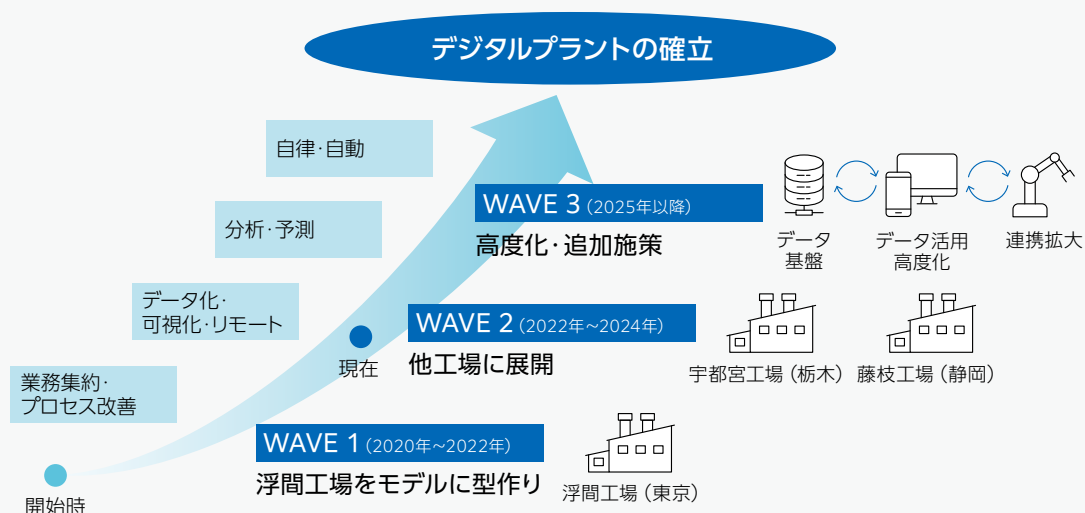 デジタルプラントの確立
自律・自動
WAVE 3 (2025年以降)
高度化・追加施策
データ
基盤
データ活用
高度化
連携拡大
分析・予測
データ化・
可視化・リモート
現在
WAVE 2 (2022年~2024年)
他工場に展開
宇都宮工場 (栃木)
藤枝工場 (静岡)
業務集約・
プロセス改善
WAVE 1 (2020年~2022年)
浮間工場をモデルに型作り
浮間工場 (東京)
開始時